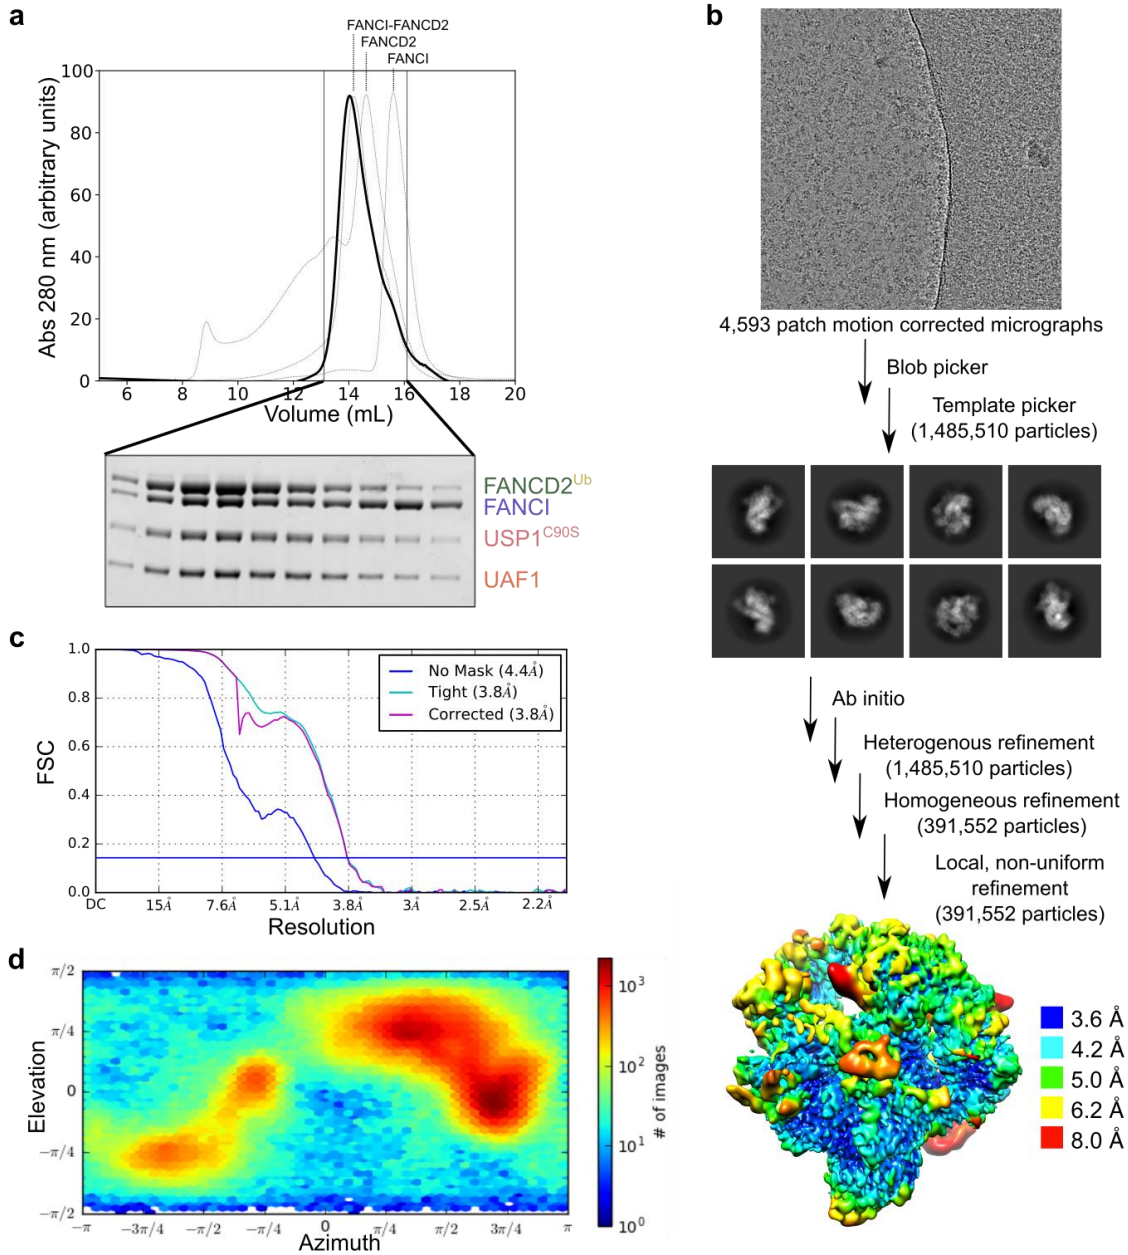 a
FANCI-FANCD2
FANCD2
FANCI
100
80
60
40
20
0
Abs 280 nm (arbitrary units)
6 8 10 12 14 16 18 20
Volume (mL)
FANCD2Ub
FANCI
USP1C90S
UAF1
b
4,593 patch motion corrected micrographs
Blob picker
Template picker
(1,485,510 particles)
Ab initio
Heterogenous refinement
(1,485,510 particles)
Homogeneous refinement
(391,552 particles)
Local, non-uniform
refinement
(391,552 particles)
3.6 Å
4.2 Å
5.0 Å
6.2 Å
8.0 Å
c
1.0
0.8
0.6
0.4
0.2
0.0
FSC
No Mask (4.4Å)
Tight (3.8Å)
Corrected (3.8Å)
DC 15Å 7.6Å 5.1Å 3.8Å 3Å 2.5Å 2.2Å
Resolution
d
π/2
π/4
0
−π/4
−π/2
Elevation
−π −3π/4 −π/2 −π/4 0 π/4 π/2 3π/4 π
Azimuth
10³
10²
10¹
10⁰
# of images